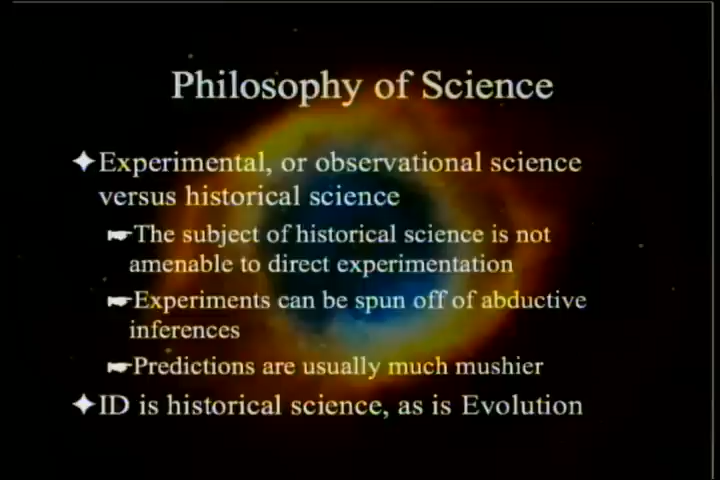 Philosophy of Science
Experimental, or observational science
versus historical science
The subject of historical science is not
amenable to direct experimentation
Experiments can be spun off of abductive
inferences
Predictions are usually much mushier
ID is historical science, as is Evolution